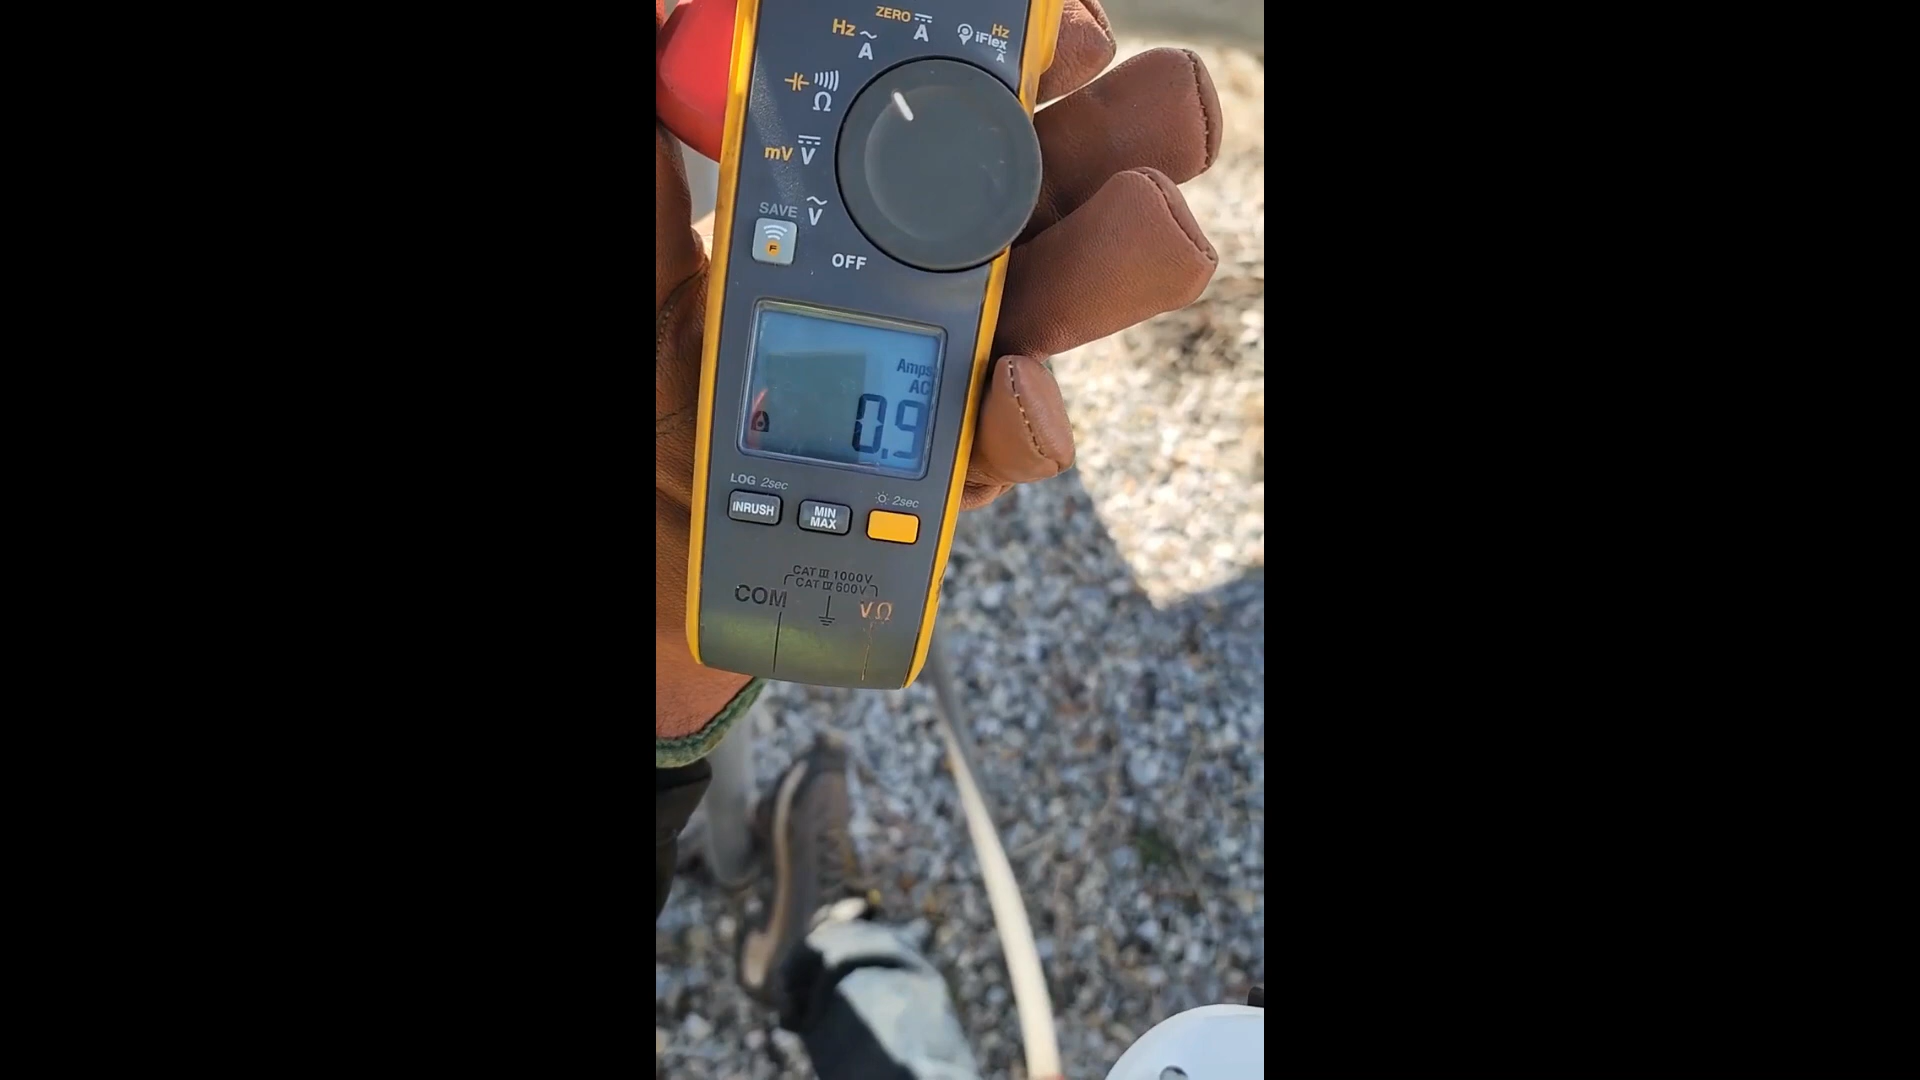 ZERO
Hz
A
A
Hz
iFlex
A
Ω
mV V
SAVE
V
F
OFF
Amps
AC
0.9
LOG 2sec
2sec
INRUSH
MIN
MAX
CAT III 1000V
CAT IV 600V
COM
VΩ